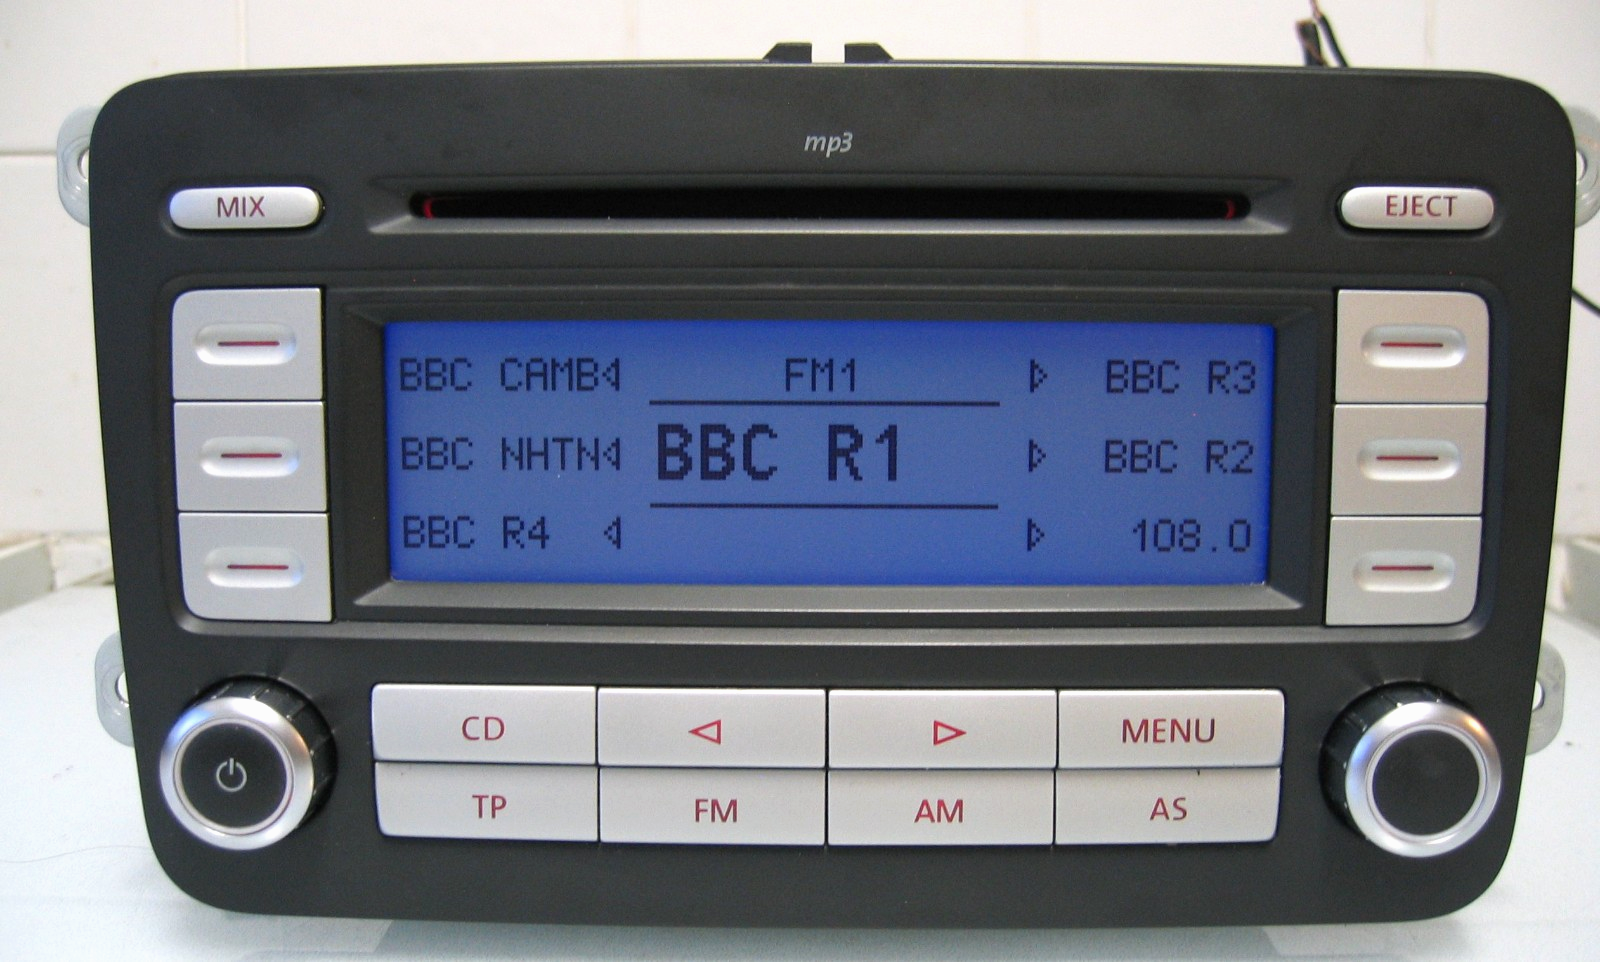 mp3
MIX EJECT
BBC CAMB FM1 BBC R3
BBC NHTN BBC R1 BBC R2
BBC R4 108.0
CD MENU
TP FM AM AS